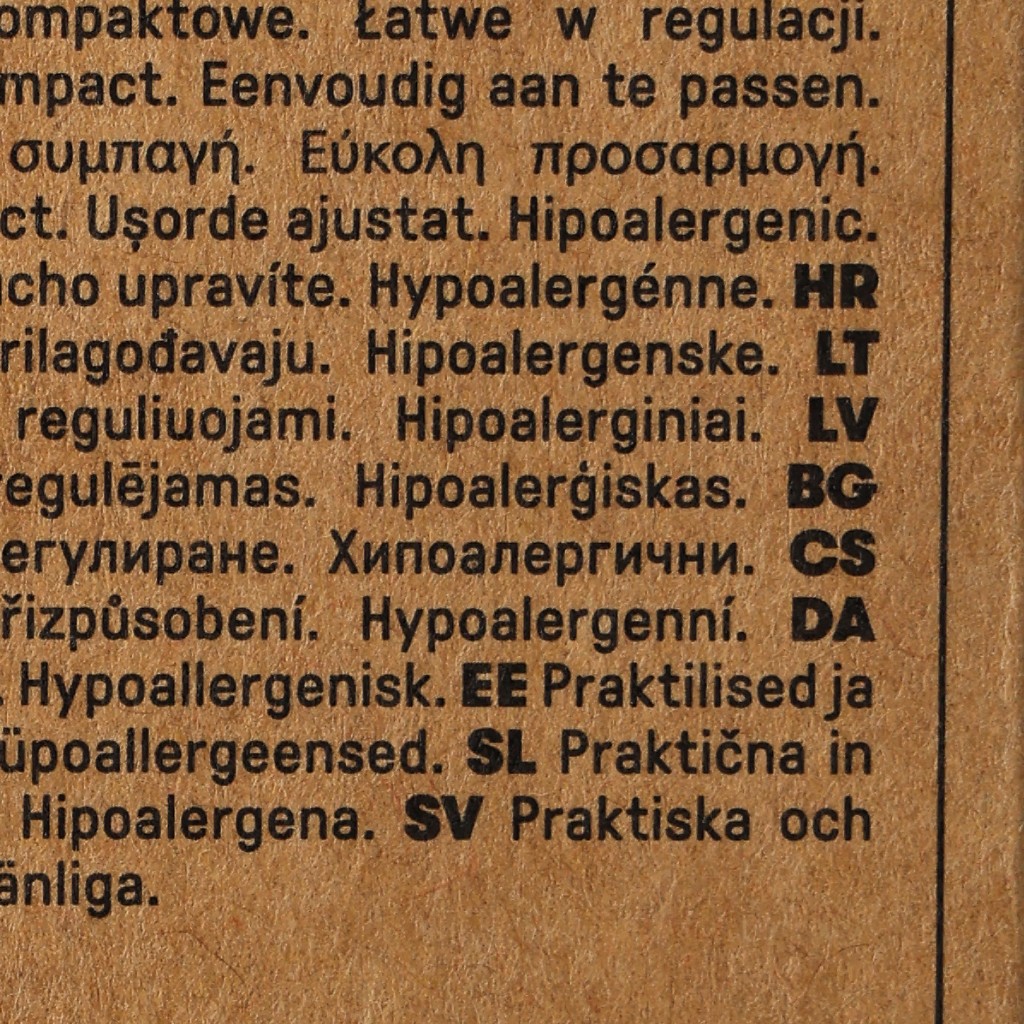 ompaktowe. Łatwe w regulacji.
mpact. Eenvoudig aan te passen.
συμπαγή. Εύκολη προσαρμογή.
ct. Ușorde ajustat. Hipoalergenic.
ucho upravíte. Hypoalergénne. HR
rilagođavaju. Hipoalergenske. LT
reguliuojami. Hipoalerginiai. LV
regulējamas. Hipoalerģiskas. BG
егулиране. Хипоалергични. CS
řizpůsobení. Hypoalergenní. DA
. Hypoallergenisk. EE Praktilised ja
üpoallergeensed. SL Praktična in
Hipoalergena. SV Praktiska och
änliga.